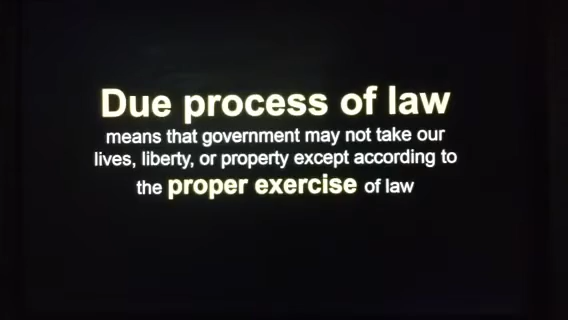 Due process of law
means that government may not take our
lives, liberty, or property except according to
the proper exercise of law